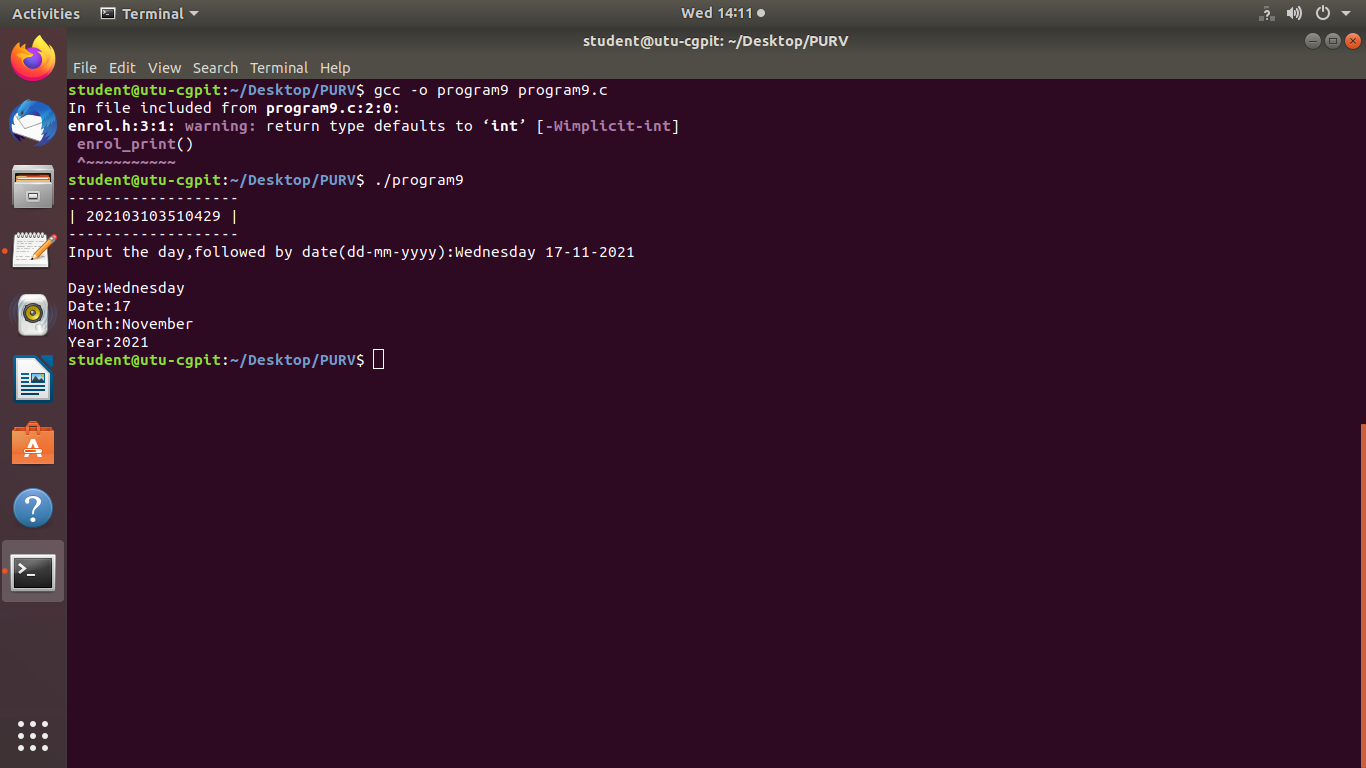 Activities Terminal Wed 14:11
student@utu-cgpit: ~/Desktop/PURV
File Edit View Search Terminal Help
student@utu-cgpit:~/Desktop/PURV$ gcc -o program9 program9.c
In file included from program9.c:2:0:
enrol.h:3:1: warning: return type defaults to ‘int’ [-Wimplicit-int]
 enrol_print()
 ^~~~~~~~~~~
student@utu-cgpit:~/Desktop/PURV$ ./program9
-------------------
| 202103103510429 |
-------------------
Input the day,followed by date(dd-mm-yyyy):Wednesday 17-11-2021

Day:Wednesday
Date:17
Month:November
Year:2021
student@utu-cgpit:~/Desktop/PURV$